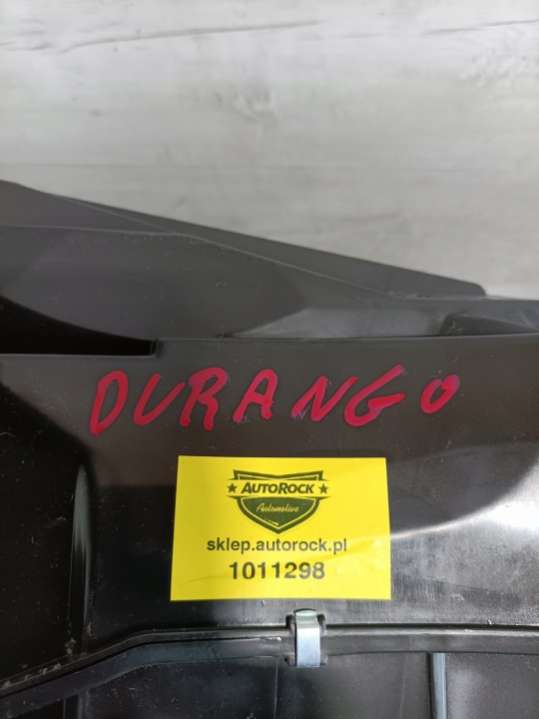 DURANGO
AUTOROCK
Automotive
sklep.autorock.pl
1011298